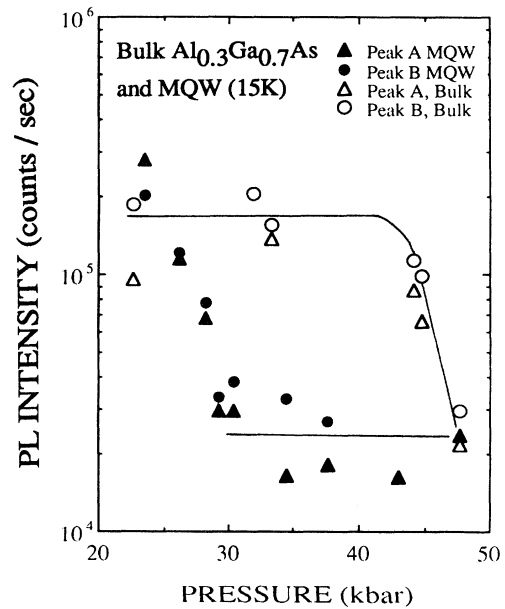 10^6
Bulk Al0.3Ga0.7As
and MQW (15K)
Peak A MQW
Peak B MQW
Peak A, Bulk
Peak B, Bulk
PL INTENSITY (counts / sec)
10^5
10^4
20 30 40 50
PRESSURE (kbar)